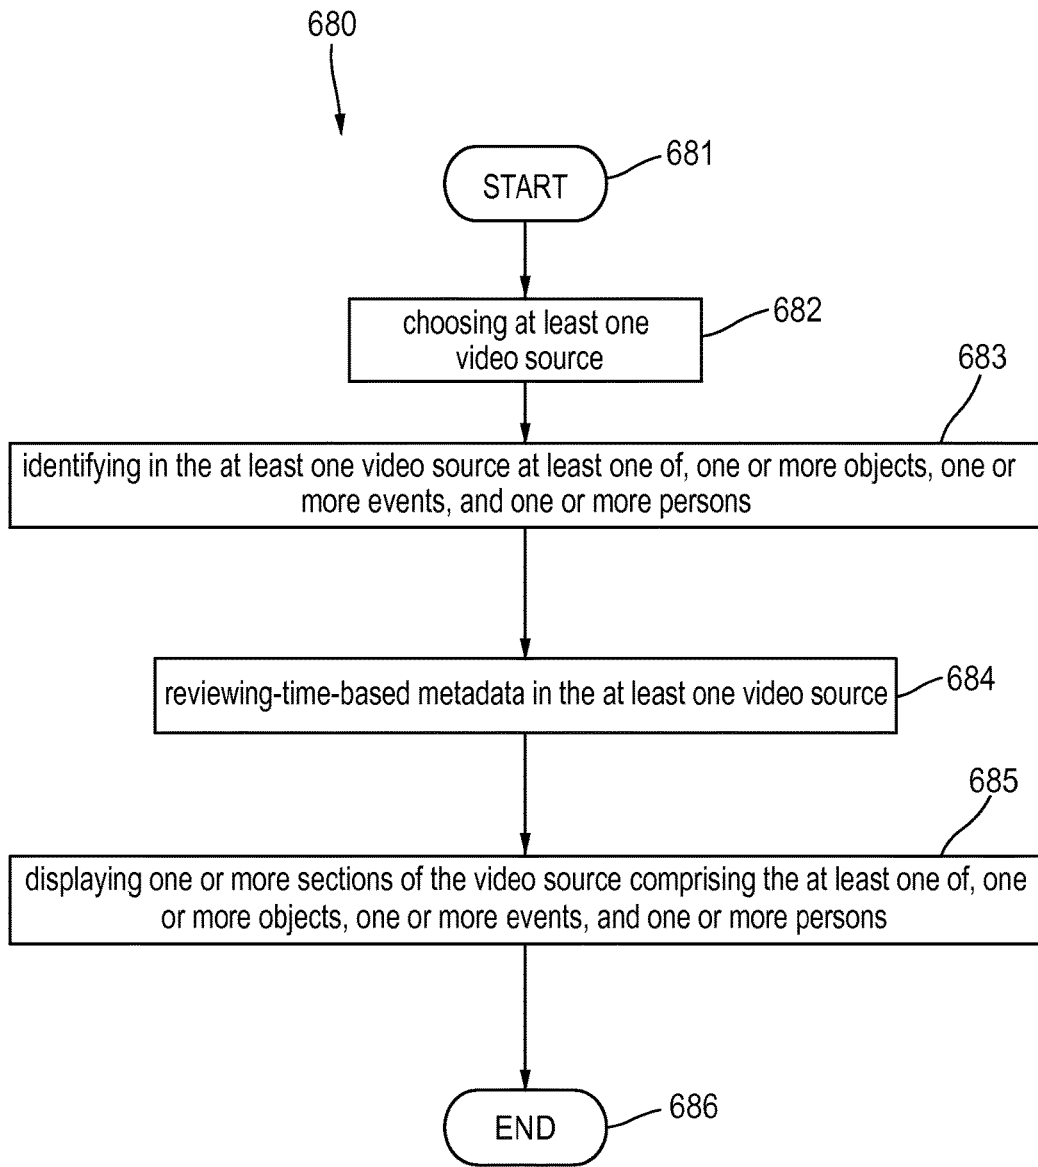 680
681
START
682
choosing at least one
video source
683
identifying in the at least one video source at least one of, one or more objects, one or
more events, and one or more persons
684
reviewing-time-based metadata in the at least one video source
685
displaying one or more sections of the video source comprising the at least one of, one
or more objects, one or more events, and one or more persons
END
686